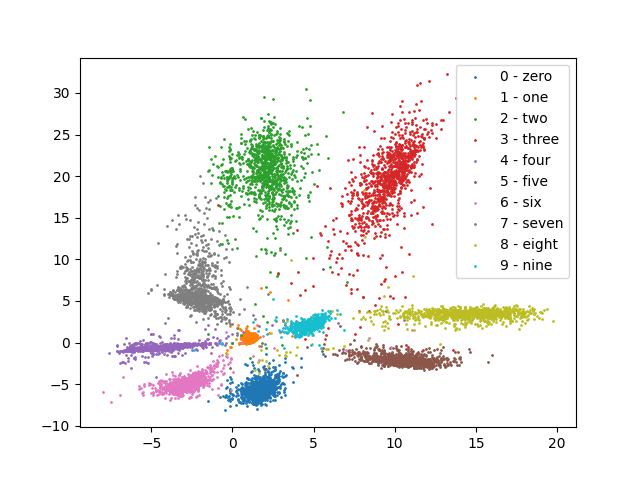 30
25
20
15
10
5
0
−5
−10
−5
0
5
10
15
20
0 - zero
1 - one
2 - two
3 - three
4 - four
5 - five
6 - six
7 - seven
8 - eight
9 - nine